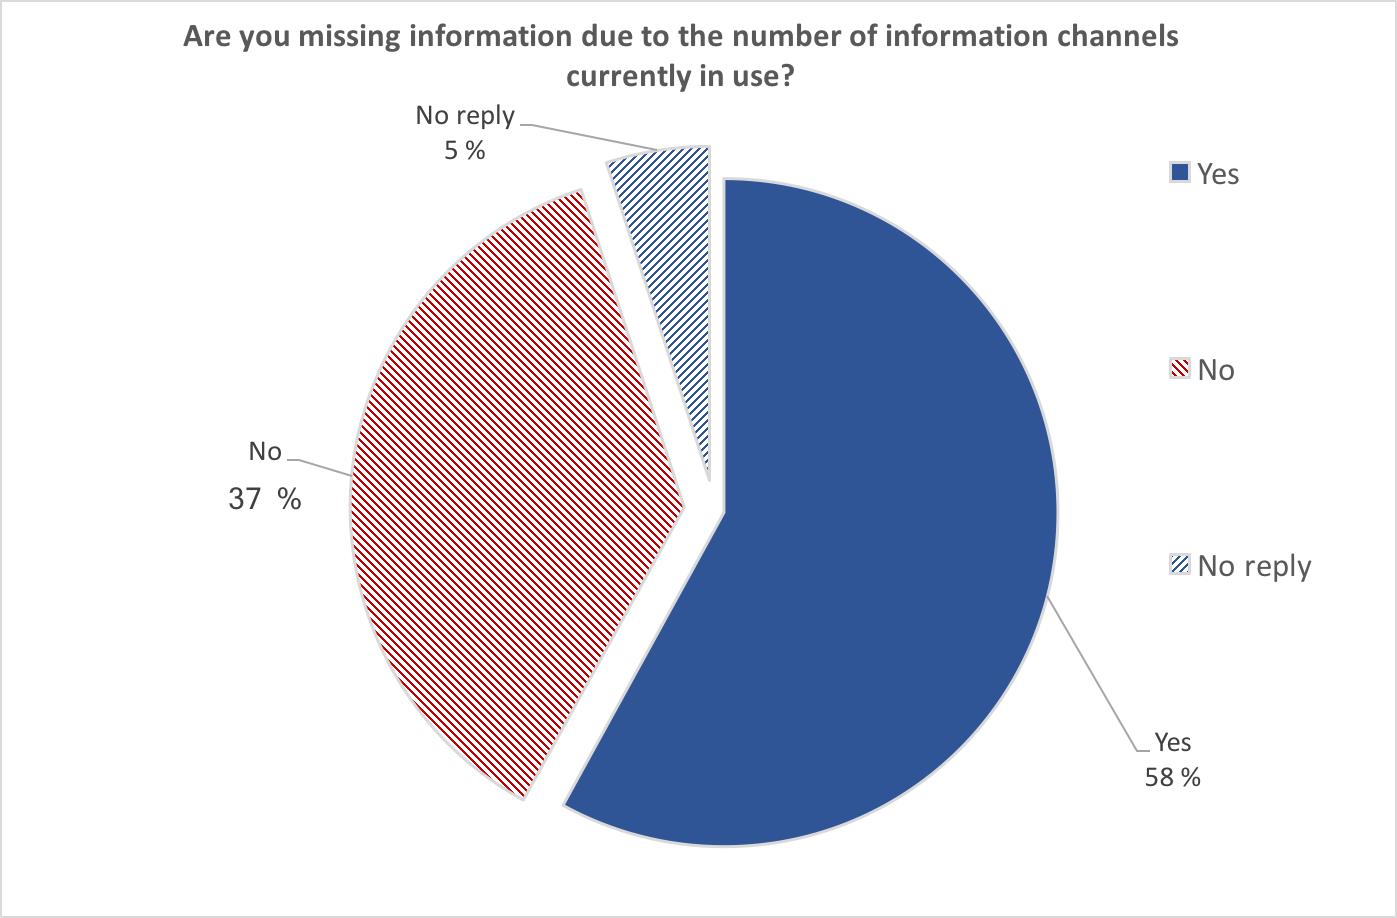 Are you missing information due to the number of information channels
currently in use?
No reply
5 %
Yes
No
No
37  %
No reply
Yes
58 %